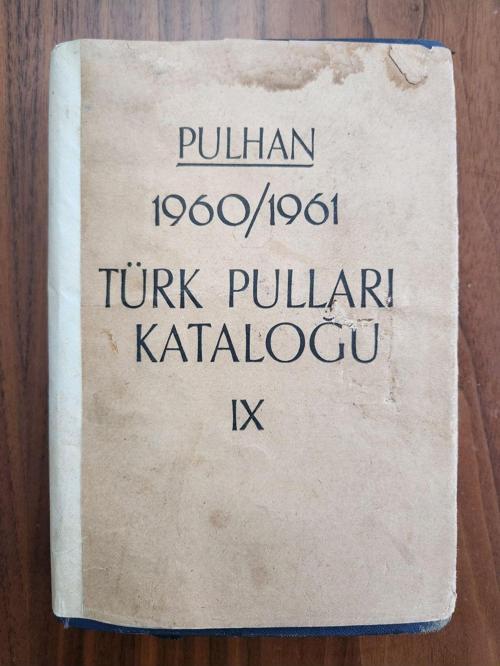 PULHAN
1960/1961
TÜRK PULLARI
KATALOĞU
IX